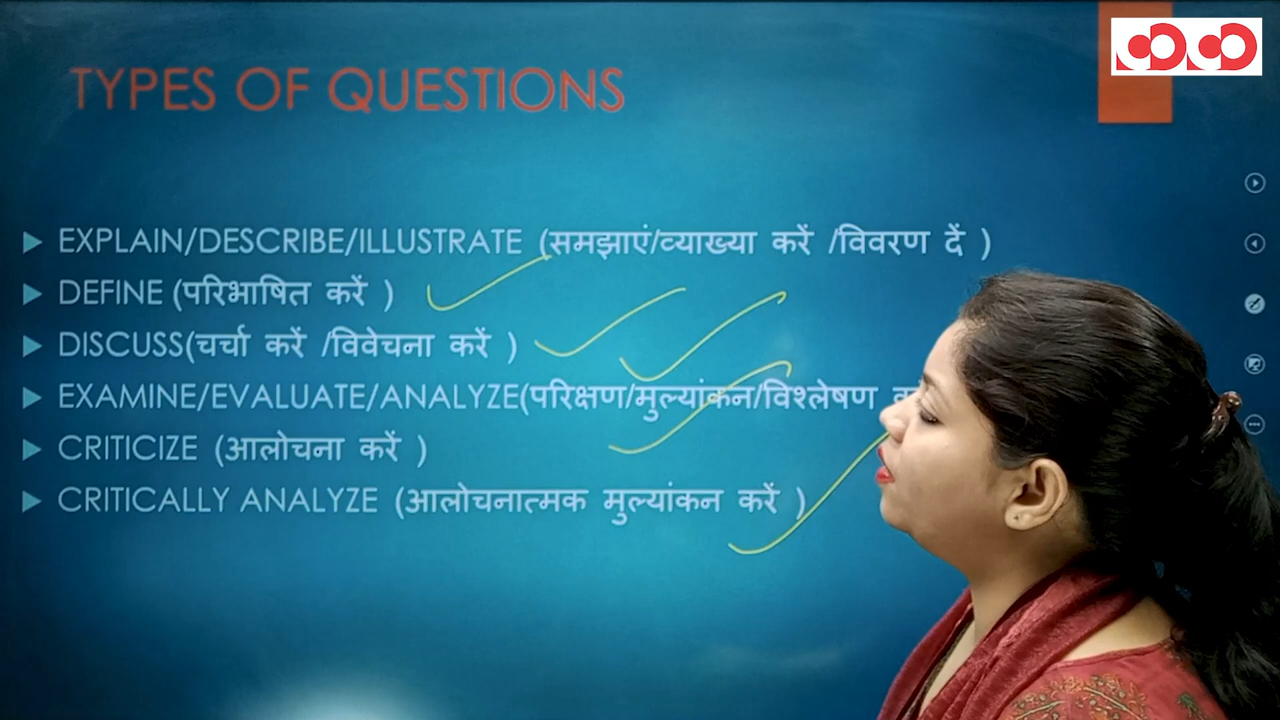 TYPES OF QUESTIONS
EXPLAIN/DESCRIBE/ILLUSTRATE (समझाएं/व्याख्या करें /विवरण दें )
DEFINE (परिभाषित करें )
DISCUSS(चर्चा करें /विवेचना करें )
EXAMINE/EVALUATE/ANALYZE(परिक्षण/मुल्यांकन/विश्लेषण
CRITICIZE (आलोचना करें )
CRITICALLY ANALYZE (आलोचनात्मक मुल्यांकन करें )